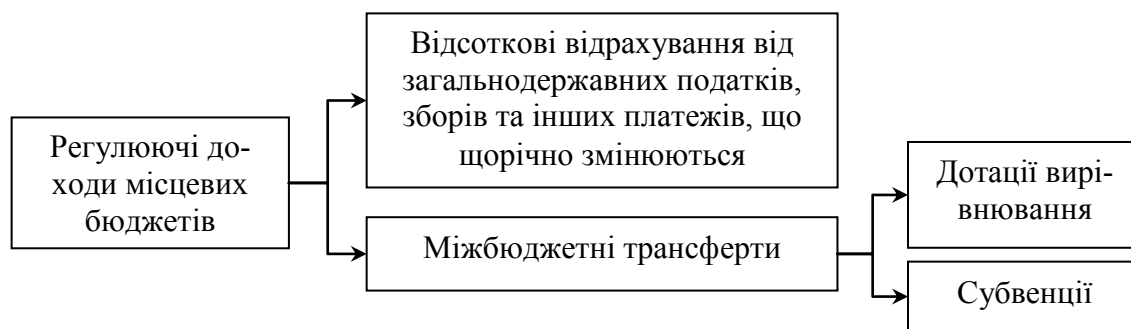 Регулюючі до-
ходи місцевих
бюджетів
Відсоткові відрахування від
загальнодержавних податків,
зборів та інших платежів, що
щорічно змінюються
Міжбюджетні трансферти
Дотації вирі-
внювання
Субвенції